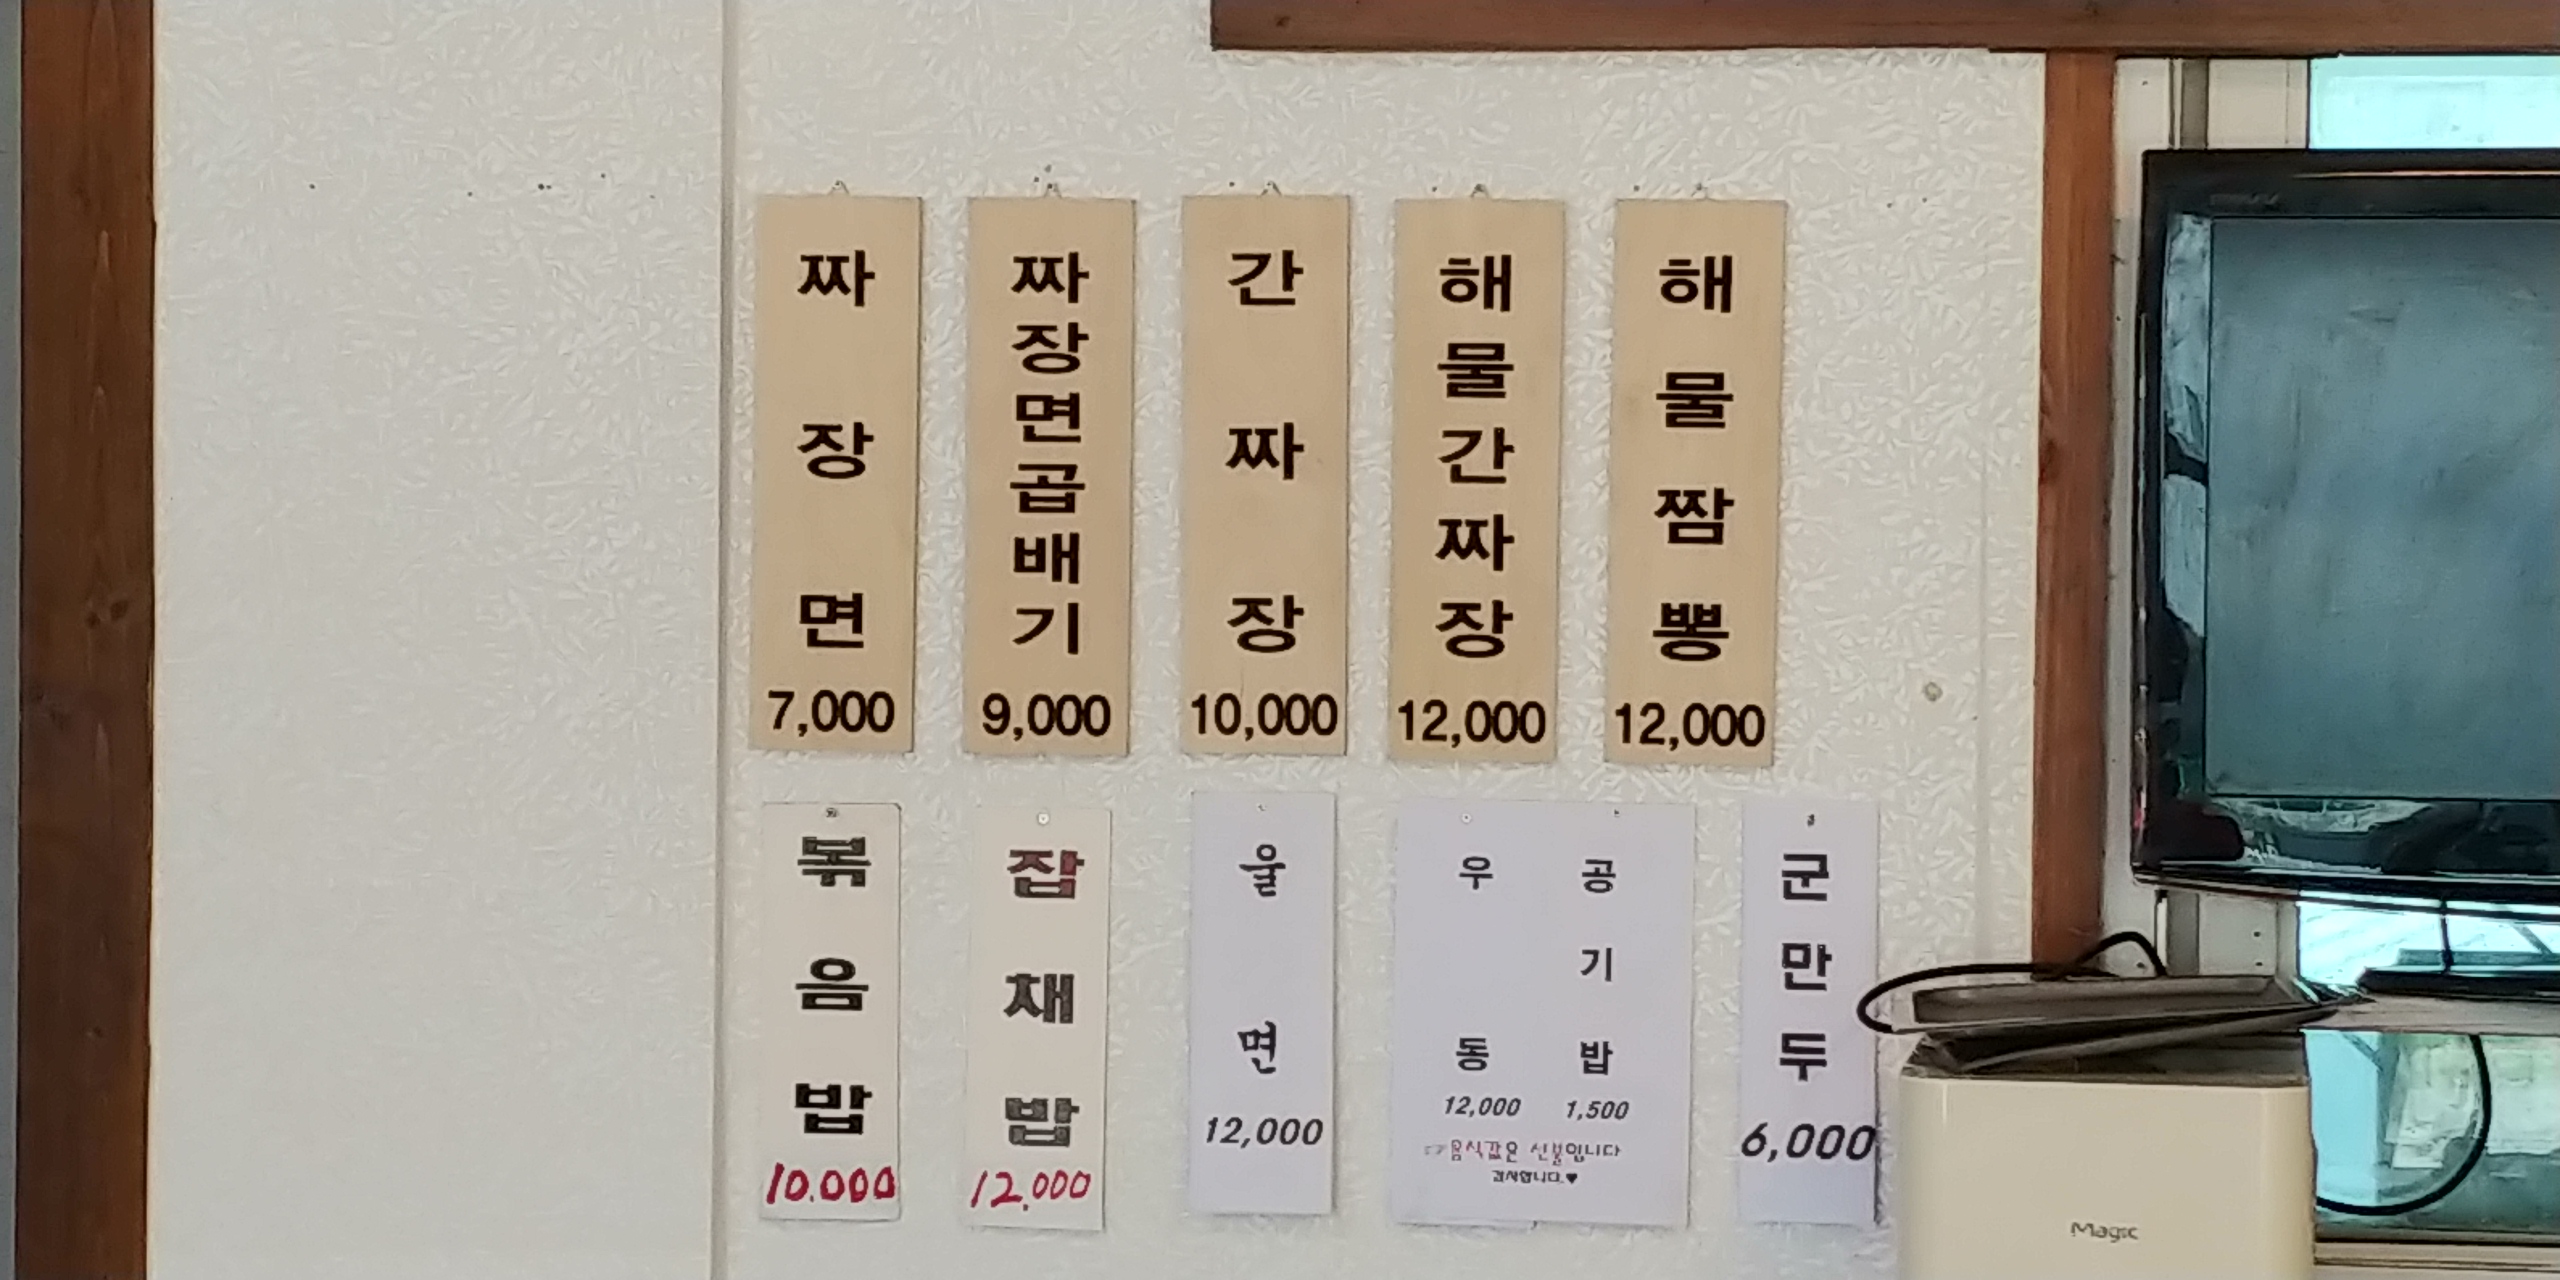 짜장면
7,000
짜장면곱배기
9,000
간짜장
10,000
해물간짜장
12,000
해물짬뽕
12,000
볶음밥
10.000
잡채밥
12.000
울면
12,000
우동
12,000
공기밥
1,500
☞음식값은 선불입니다
감사합니다.♥
군만두
6,000
Magic